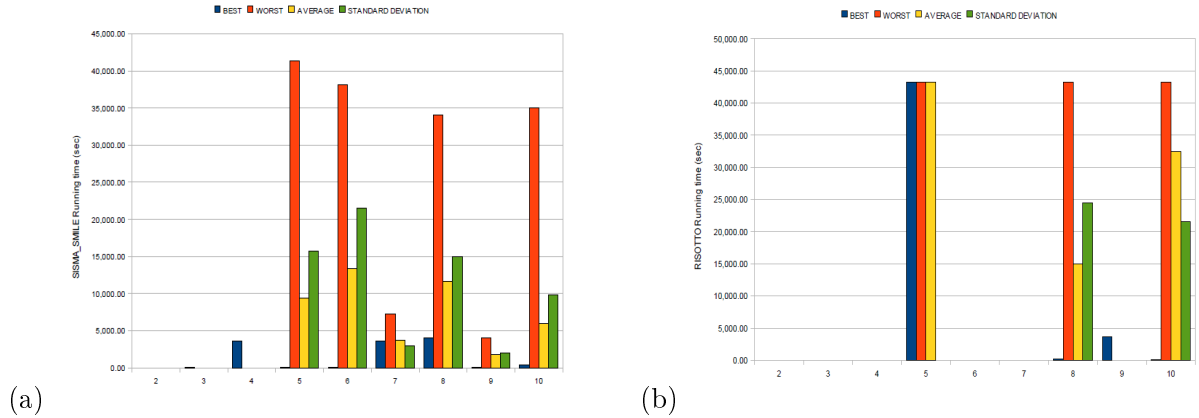 BEST WORST AVERAGE STANDARD DEVIATION
45,000.00
40,000.00
35,000.00
30,000.00
25,000.00
20,000.00
15,000.00
10,000.00
5,000.00
0.00
SISMA_SMILE Running time (sec)
2 3 4 5 6 7 8 9 10
(a)
BEST WORST AVERAGE STANDARD DEVIATION
50,000.00
45,000.00
40,000.00
35,000.00
30,000.00
25,000.00
20,000.00
15,000.00
10,000.00
5,000.00
0.00
RISOTTO Running time (sec)
2 3 4 5 6 7 8 9 10
(b)